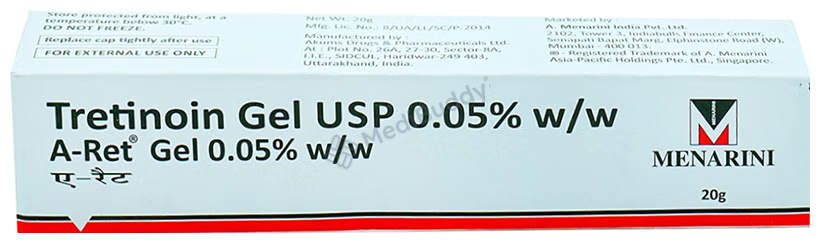 Store protected from light, at a
temperature below 30°C.
DO NOT FREEZE.
Replace cap tightly after use
FOR EXTERNAL USE ONLY
Net Wt. 20g
Mfg. Lic. No.: 8/UA/LL/SC/P-2014
Manufactured by :
Akums Drugs & Pharmaceuticals Ltd.
At : Plot No. 26A, 27-30, Sector-8A,
I.I.E., SIDCUL, Haridwar-249 403,
Uttarakhand, India.
Marketed by :
A. Menarini India Pvt. Ltd.
2102, Tower 3, Indiabulls Finance Center,
Senapati Bapat Marg, Elphinstone Road (W),
Mumbai - 400 013.
® - Registered Trademark of A. Menarini
Asia-Pacific Holdings Pte. Ltd., Singapore.
Tretinoin Gel USP 0.05% w/w
A-Ret® Gel 0.05% w/w
ए-रैट
MENARINI
20g
MediBuddy